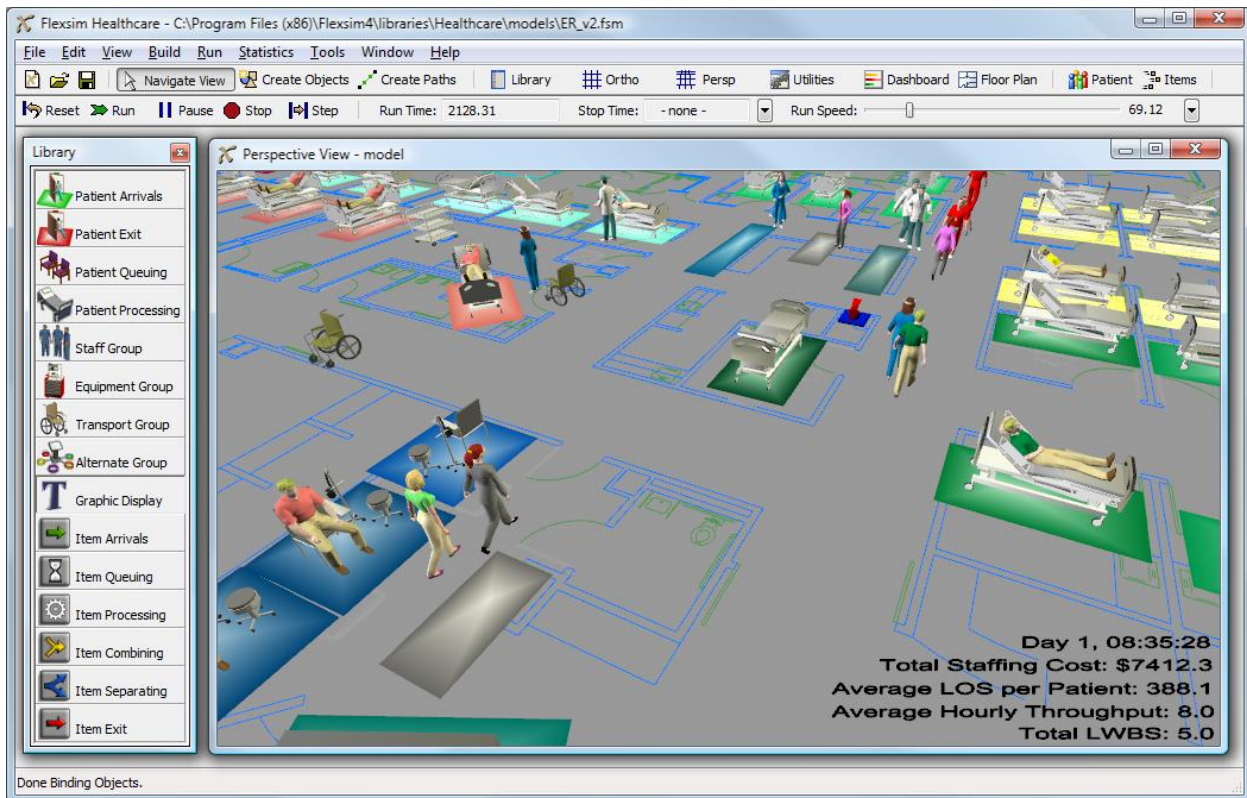 Flexsim Healthcare - C:\Program Files (x86)\Flexsim4\libraries\Healthcare\models\ER_v2.fsm
File Edit View Build Run Statistics Tools Window Help
Navigate View Create Objects Create Paths Library Ortho Persp Utilities Dashboard Floor Plan Patient Items
Reset Run Pause Stop Step Run Time: 2128.31 Stop Time: - none - Run Speed: 69.12
Library
Patient Arrivals
Patient Exit
Patient Queuing
Patient Processing
Staff Group
Equipment Group
Transport Group
Alternate Group
T Graphic Display
Item Arrivals
Item Queuing
Item Processing
Item Combining
Item Separating
Item Exit
Perspective View - model
Day 1, 08:35:28
Total Staffing Cost: $7412.3
Average LOS per Patient: 388.1
Average Hourly Throughput: 8.0
Total LWBS: 5.0
Done Binding Objects.